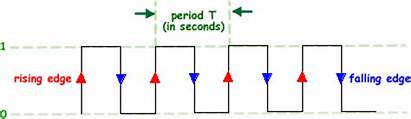 period T
(in seconds)
1
rising edge
falling edge
0